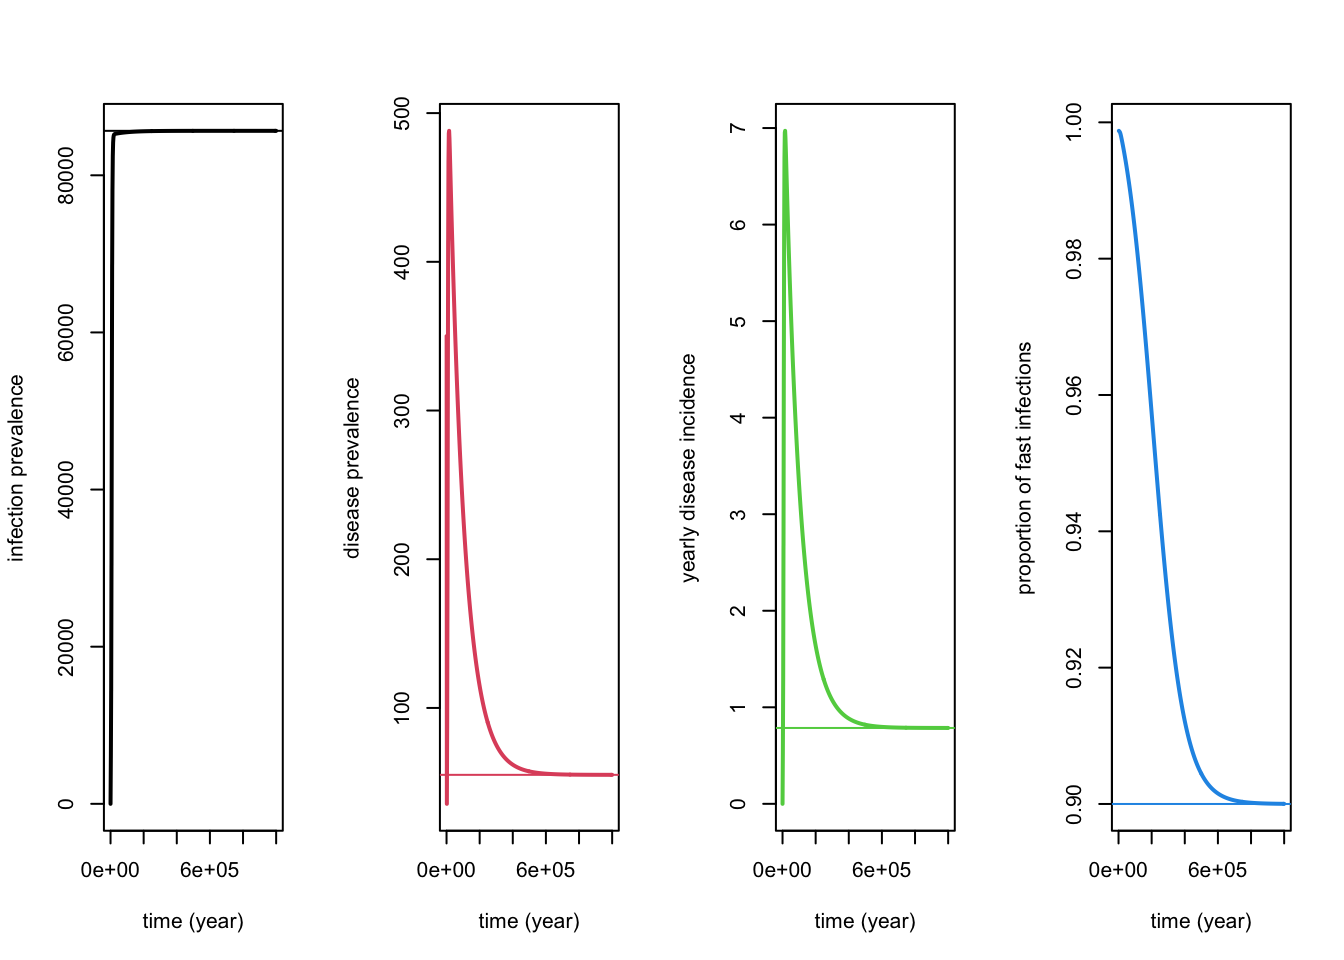 infection prevalence
80000
60000
40000
20000
0
0e+00 6e+05
time (year)
disease prevalence
500
400
300
200
100
0e+00 6e+05
time (year)
yearly disease incidence
7
6
5
4
3
2
1
0
0e+00 6e+05
time (year)
proportion of fast infections
1.00
0.98
0.96
0.94
0.92
0.90
0e+00 6e+05
time (year)